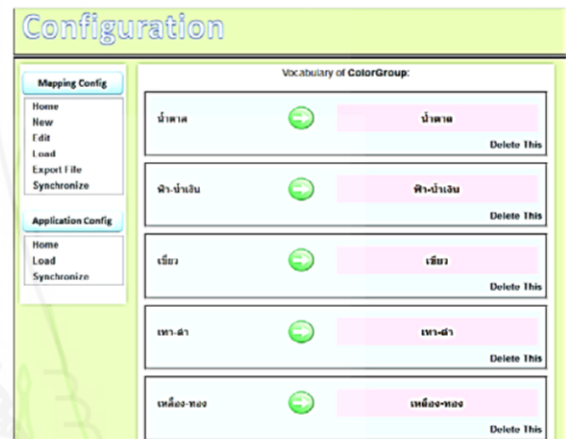 Configuration
Mapping Config
Home
New
Edit
Load
Export File
Synchronize
Application Config
Home
Load
Synchronize
Vocabulary of ColorGroup:
น้ำตาล น้ำตาล
Delete This
ฟ้า-น้ำเงิน ฟ้า-น้ำเงิน
Delete This
เขียว เขียว
Delete This
เทา-ดำ เทา-ดำ
Delete This
เหลือง-ทอง เหลือง-ทอง
Delete This